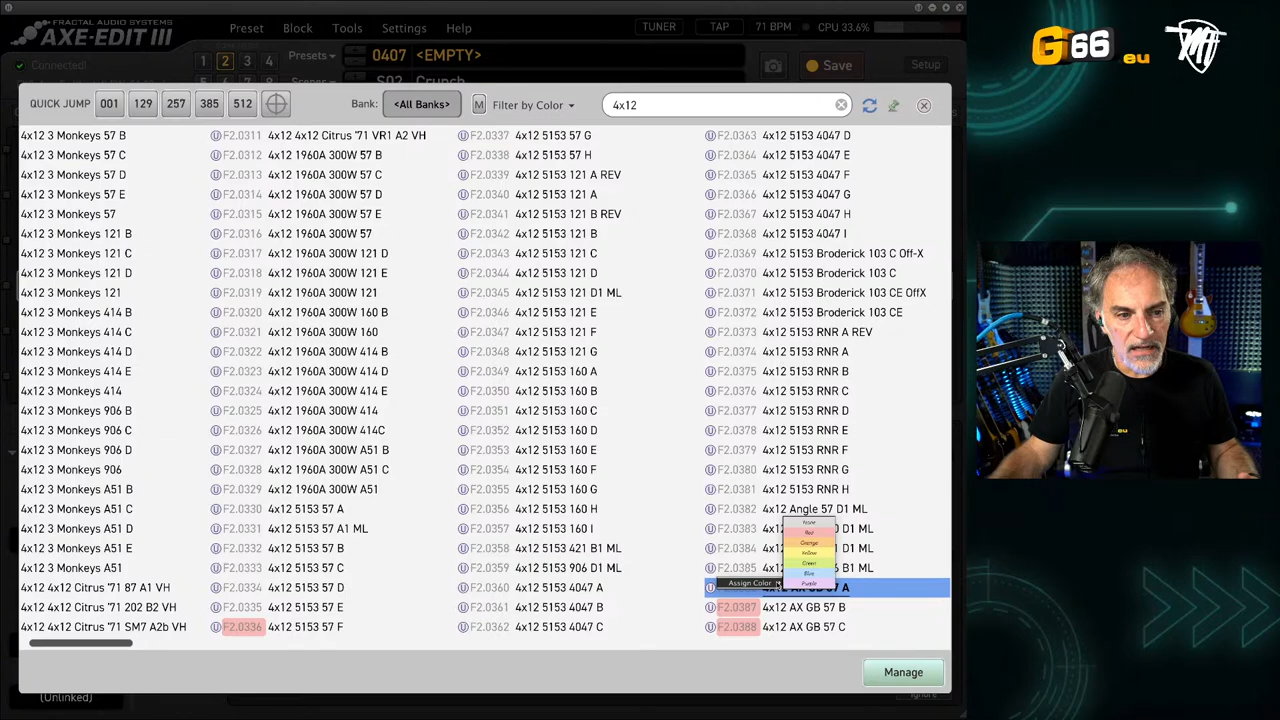 FRACTAL AUDIO SYSTEMS
AXE-EDIT III
Preset Block Tools Settings Help
TUNER TAP 71 BPM CPU 33,6%
G66 eu
Connected!
1 2 3 4 Presets 0407 <EMPTY> Save Setup
5 6 7 8 Scenes S02 Crunch
QUICK JUMP 001 129 257 385 512 Bank: <All Banks> M Filter by Color 4x12
4x12 3 Monkeys 57 B U F2.0311 4x12 4x12 Citrus '71 VR1 A2 VH U F2.0337 4x12 5153 57 G U F2.0363 4x12 5153 4047 D
4x12 3 Monkeys 57 C U F2.0312 4x12 1960A 300W 57 B U F2.0338 4x12 5153 57 H U F2.0364 4x12 5153 4047 E
4x12 3 Monkeys 57 D U F2.0313 4x12 1960A 300W 57 C U F2.0339 4x12 5153 121 A REV U F2.0365 4x12 5153 4047 F
4x12 3 Monkeys 57 E U F2.0314 4x12 1960A 300W 57 D U F2.0340 4x12 5153 121 A U F2.0366 4x12 5153 4047 G
4x12 3 Monkeys 57 U F2.0315 4x12 1960A 300W 57 E U F2.0341 4x12 5153 121 B REV U F2.0367 4x12 5153 4047 H
4x12 3 Monkeys 121 B U F2.0316 4x12 1960A 300W 57 U F2.0342 4x12 5153 121 B U F2.0368 4x12 5153 4047 I
4x12 3 Monkeys 121 C U F2.0317 4x12 1960A 300W 121 D U F2.0343 4x12 5153 121 C U F2.0369 4x12 5153 Broderick 103 C Off-X
4x12 3 Monkeys 121 D U F2.0318 4x12 1960A 300W 121 E U F2.0344 4x12 5153 121 D U F2.0370 4x12 5153 Broderick 103 C
4x12 3 Monkeys 121 U F2.0319 4x12 1960A 300W 121 U F2.0345 4x12 5153 121 D1 ML U F2.0371 4x12 5153 Broderick 103 CE OffX
4x12 3 Monkeys 414 B U F2.0320 4x12 1960A 300W 160 B U F2.0346 4x12 5153 121 E U F2.0372 4x12 5153 Broderick 103 CE
4x12 3 Monkeys 414 C U F2.0321 4x12 1960A 300W 160 U F2.0347 4x12 5153 121 F U F2.0373 4x12 5153 RNR A REV
4x12 3 Monkeys 414 D U F2.0322 4x12 1960A 300W 414 B U F2.0348 4x12 5153 121 G U F2.0374 4x12 5153 RNR A
4x12 3 Monkeys 414 E U F2.0323 4x12 1960A 300W 414 D U F2.0349 4x12 5153 160 A U F2.0375 4x12 5153 RNR B
4x12 3 Monkeys 414 U F2.0324 4x12 1960A 300W 414 E U F2.0350 4x12 5153 160 B U F2.0376 4x12 5153 RNR C
4x12 3 Monkeys 906 B U F2.0325 4x12 1960A 300W 414 U F2.0351 4x12 5153 160 C U F2.0377 4x12 5153 RNR D
4x12 3 Monkeys 906 C U F2.0326 4x12 1960A 300W 414C U F2.0352 4x12 5153 160 D U F2.0378 4x12 5153 RNR E
4x12 3 Monkeys 906 D U F2.0327 4x12 1960A 300W A51 B U F2.0353 4x12 5153 160 E U F2.0379 4x12 5153 RNR F
4x12 3 Monkeys 906 U F2.0328 4x12 1960A 300W A51 C U F2.0354 4x12 5153 160 F U F2.0380 4x12 5153 RNR G
4x12 3 Monkeys A51 B U F2.0329 4x12 1960A 300W A51 U F2.0355 4x12 5153 160 G U F2.0381 4x12 5153 RNR H
4x12 3 Monkeys A51 C U F2.0330 4x12 5153 57 A U F2.0356 4x12 5153 160 H U F2.0382 4x12 Angle 57 D1 ML
4x12 3 Monkeys A51 D U F2.0331 4x12 5153 57 A1 ML U F2.0357 4x12 5153 160 I U F2.0383 4x12 D1 ML
4x12 3 Monkeys A51 E U F2.0332 4x12 5153 57 B U F2.0358 4x12 5153 421 B1 ML U F2.0384 4x12 D1 ML
4x12 3 Monkeys A51 U F2.0333 4x12 5153 57 C U F2.0359 4x12 5153 906 D1 ML U F2.0385 4x12 B1 ML
4x12 4x12 Citrus '71 87 A1 VH U F2.0334 4x12 5153 57 D U F2.0360 4x12 5153 4047 A U 4x12 AX GB 57 A
4x12 4x12 Citrus '71 202 B2 VH U F2.0335 4x12 5153 57 E U F2.0361 4x12 5153 4047 B U F2.0387 4x12 AX GB 57 B
4x12 4x12 Citrus '71 SM7 A2b VH U F2.0336 4x12 5153 57 F U F2.0362 4x12 5153 4047 C U F2.0388 4x12 AX GB 57 C
Assign Color
None
Red
Orange
Yellow
Green
Blue
Purple
Manage
(Unlinked)
Ignore
eu